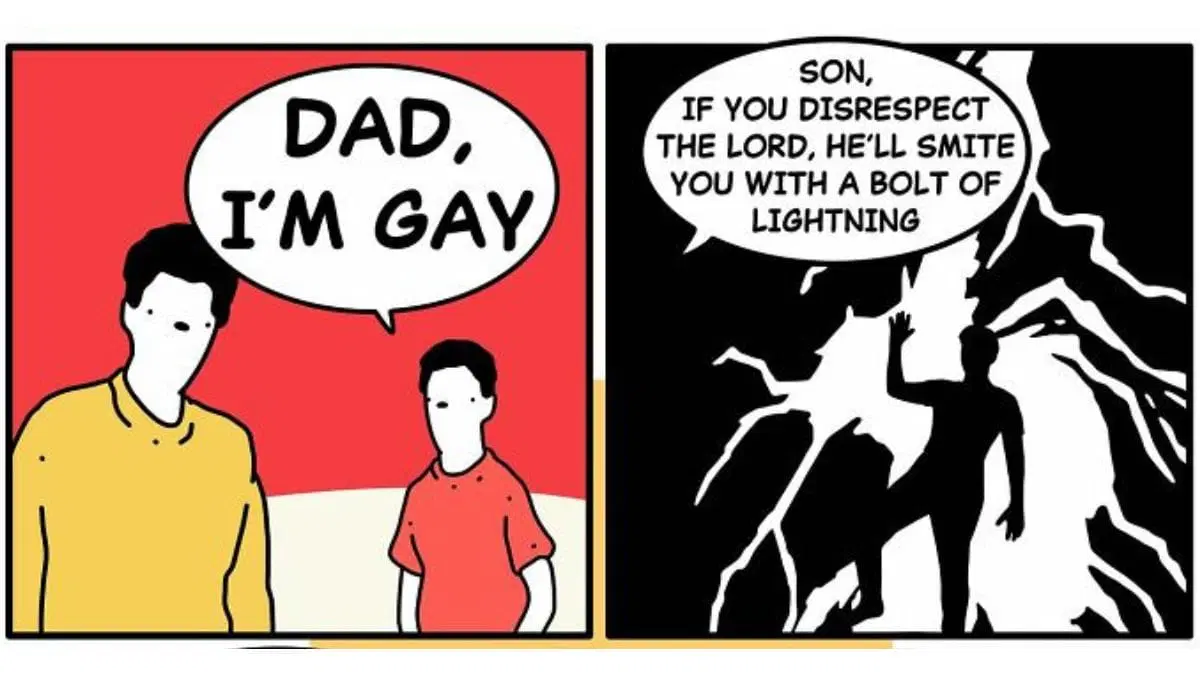 DAD,
I'M GAY
SON,
IF YOU DISRESPECT
THE LORD, HE'LL SMITE
YOU WITH A BOLT OF
LIGHTNING